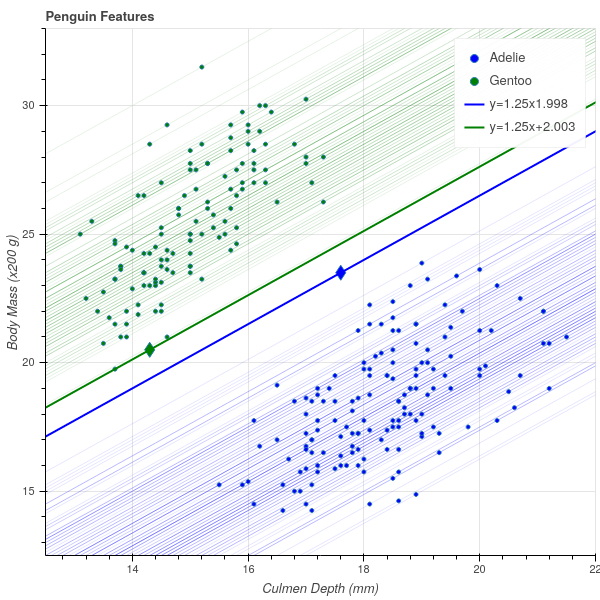 Penguin Features
Adelie
Gentoo
y=1.25x1.998
y=1.25x+2.003
30
25
20
15
Body Mass (x200 g)
14
16
18
20
22
Culmen Depth (mm)